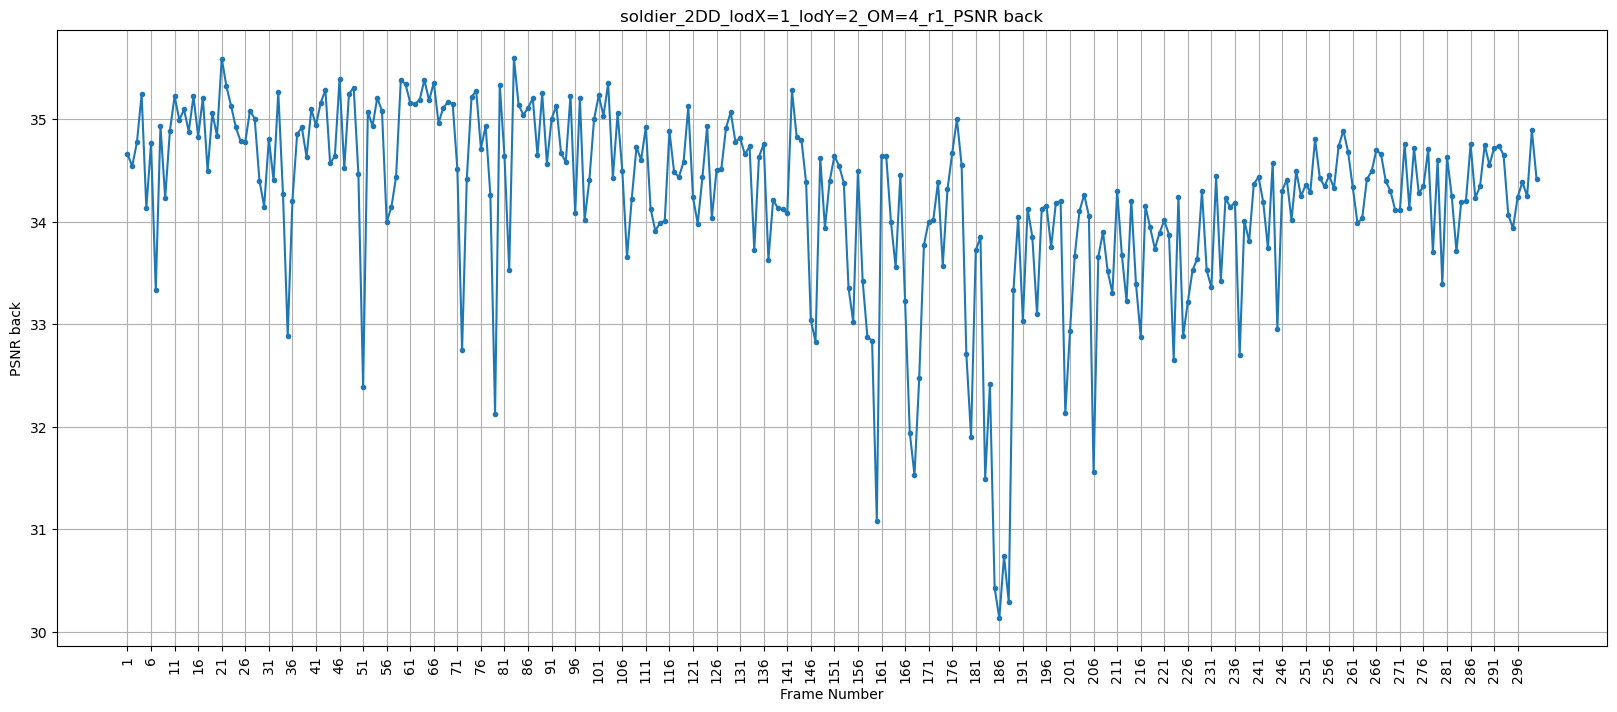 soldier_2DD_lodX=1_lodY=2_OM=4_r1_PSNR back
PSNR back
35
34
33
32
31
30
1 6 11 16 21 26 31 36 41 46 51 56 61 66 71 76 81 86 91 96 101 106 111 116 121 126 131 136 141 146 151 156 161 166 171 176 181 186 191 196 201 206 211 216 221 226 231 236 241 246 251 256 261 266 271 276 281 286 291 296
Frame Number